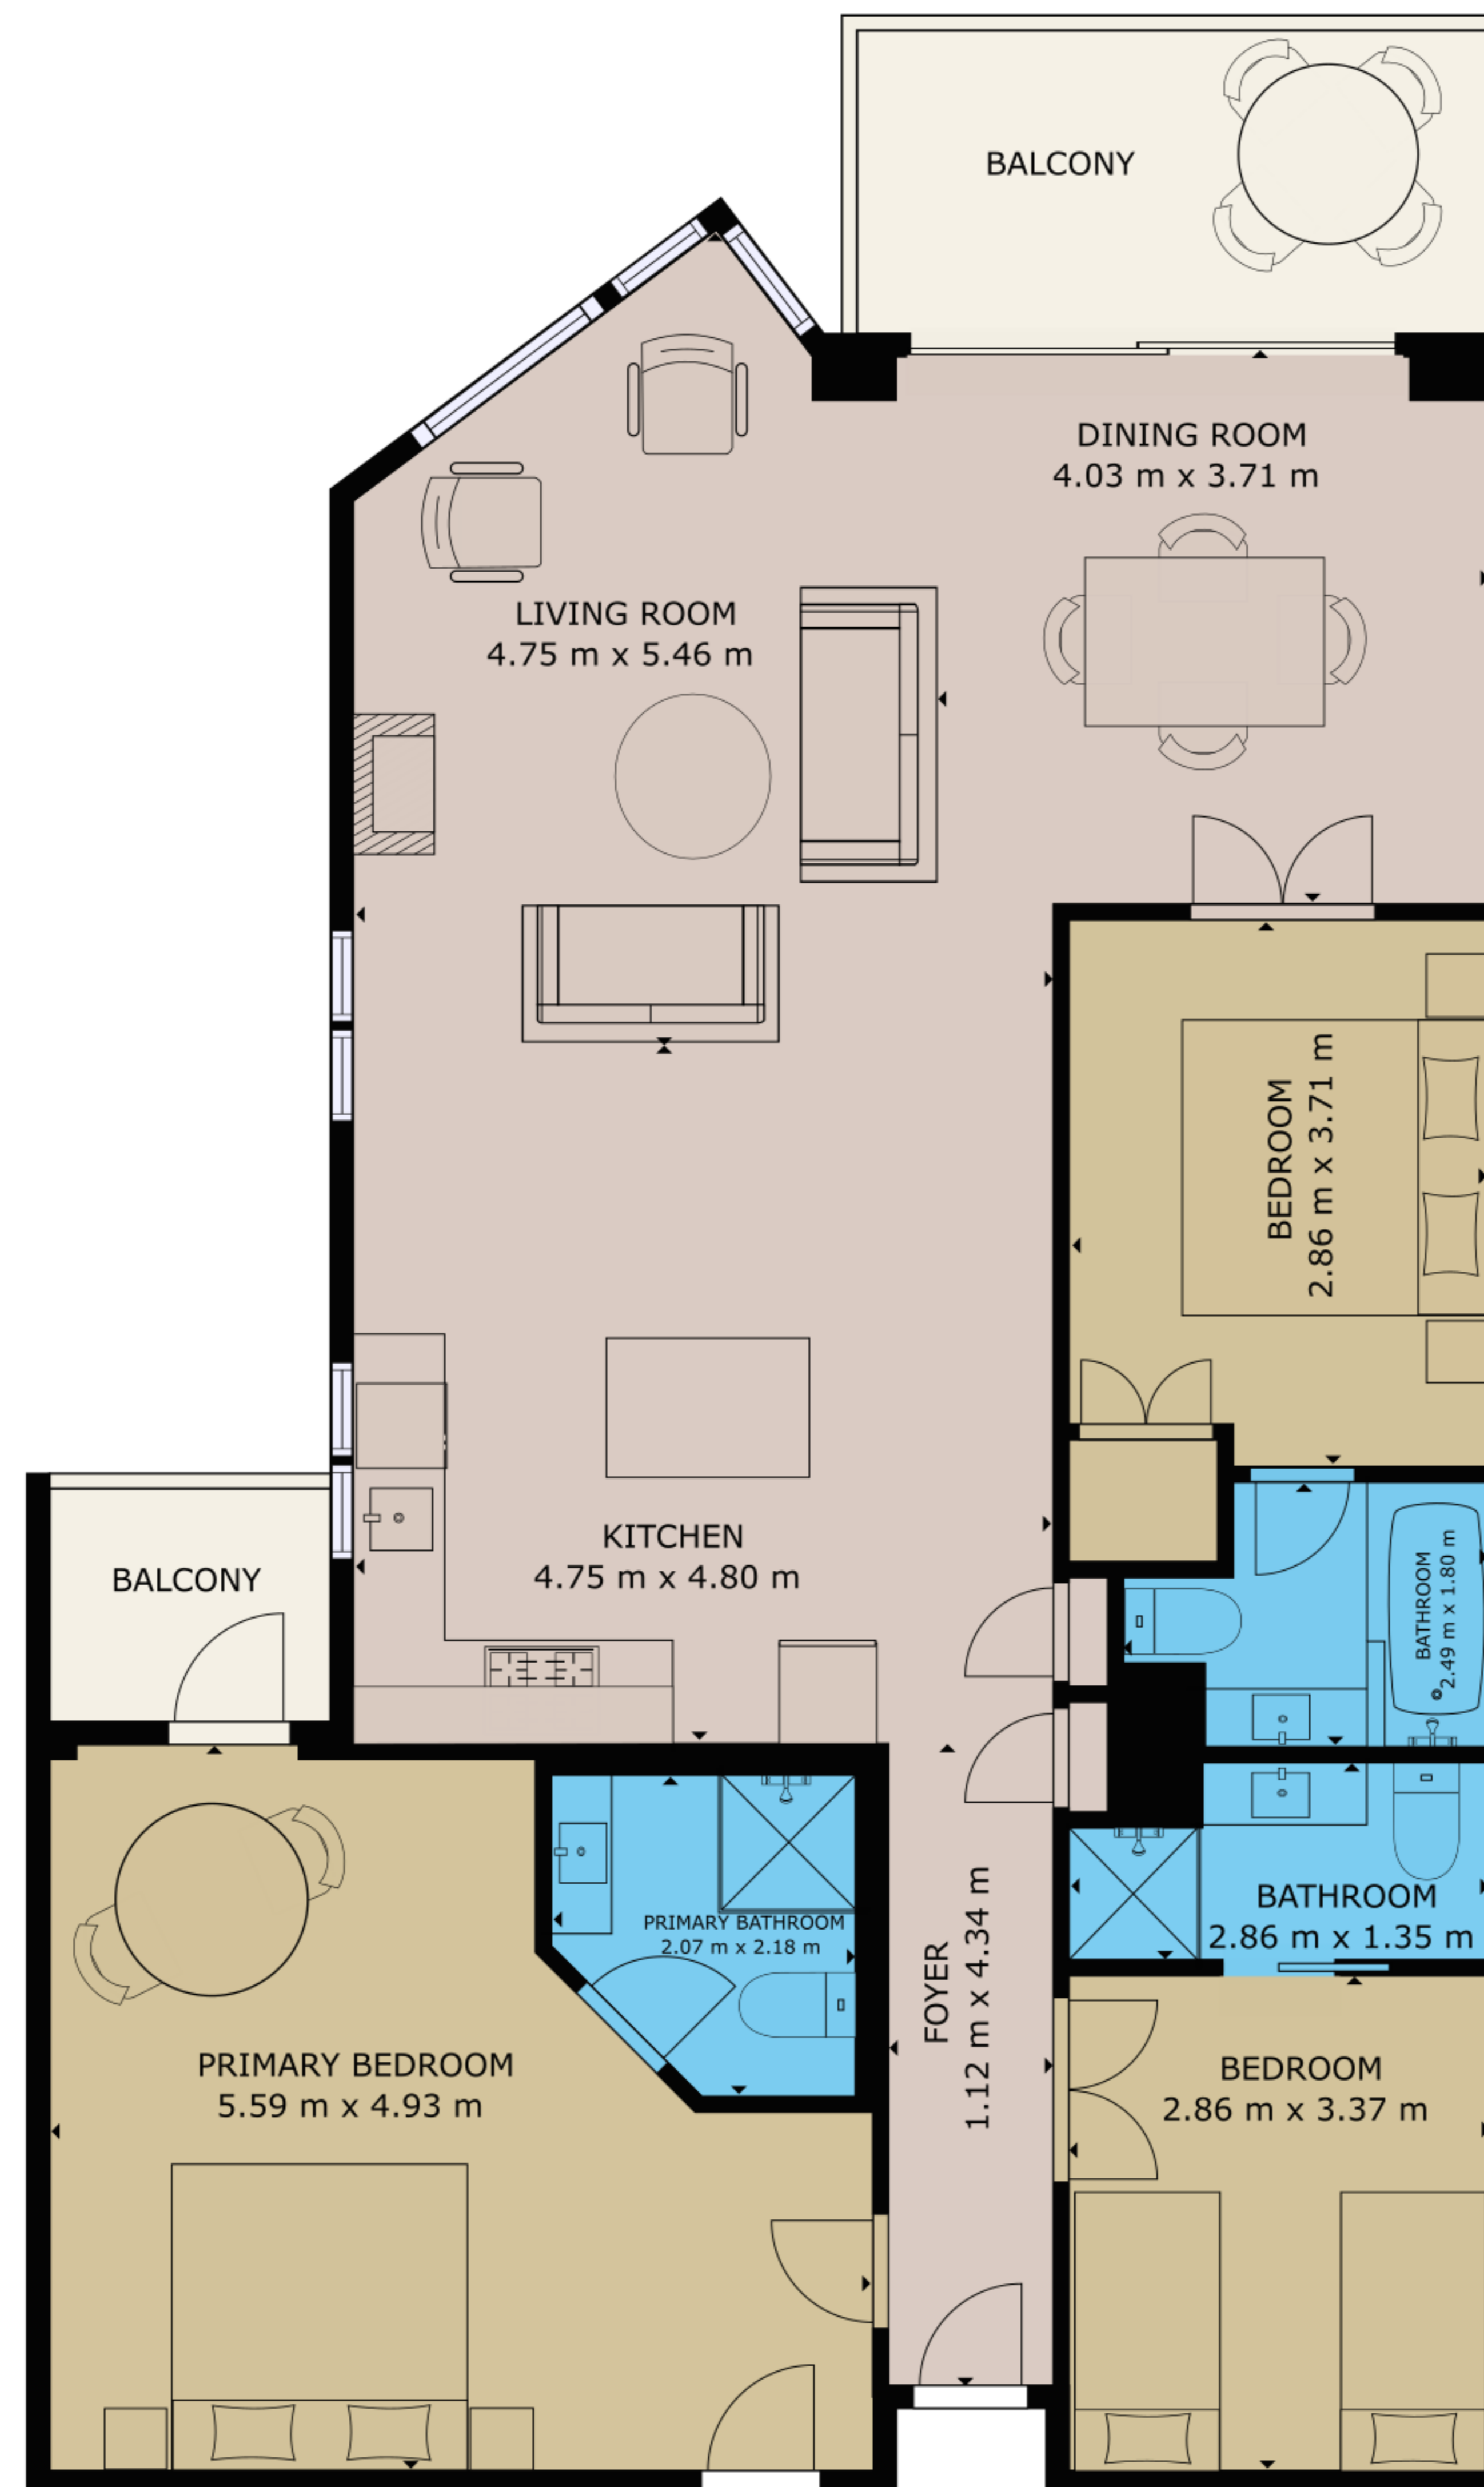 BALCONY
DINING ROOM
4.03 m x 3.71 m
LIVING ROOM
4.75 m x 5.46 m
BEDROOM
2.86 m x 3.71 m
KITCHEN
4.75 m x 4.80 m
BALCONY
BATHROOM
2.49 m x 1.80 m
PRIMARY BATHROOM
2.07 m x 2.18 m
BATHROOM
2.86 m x 1.35 m
FOYER
1.12 m x 4.34 m
PRIMARY BEDROOM
5.59 m x 4.93 m
BEDROOM
2.86 m x 3.37 m